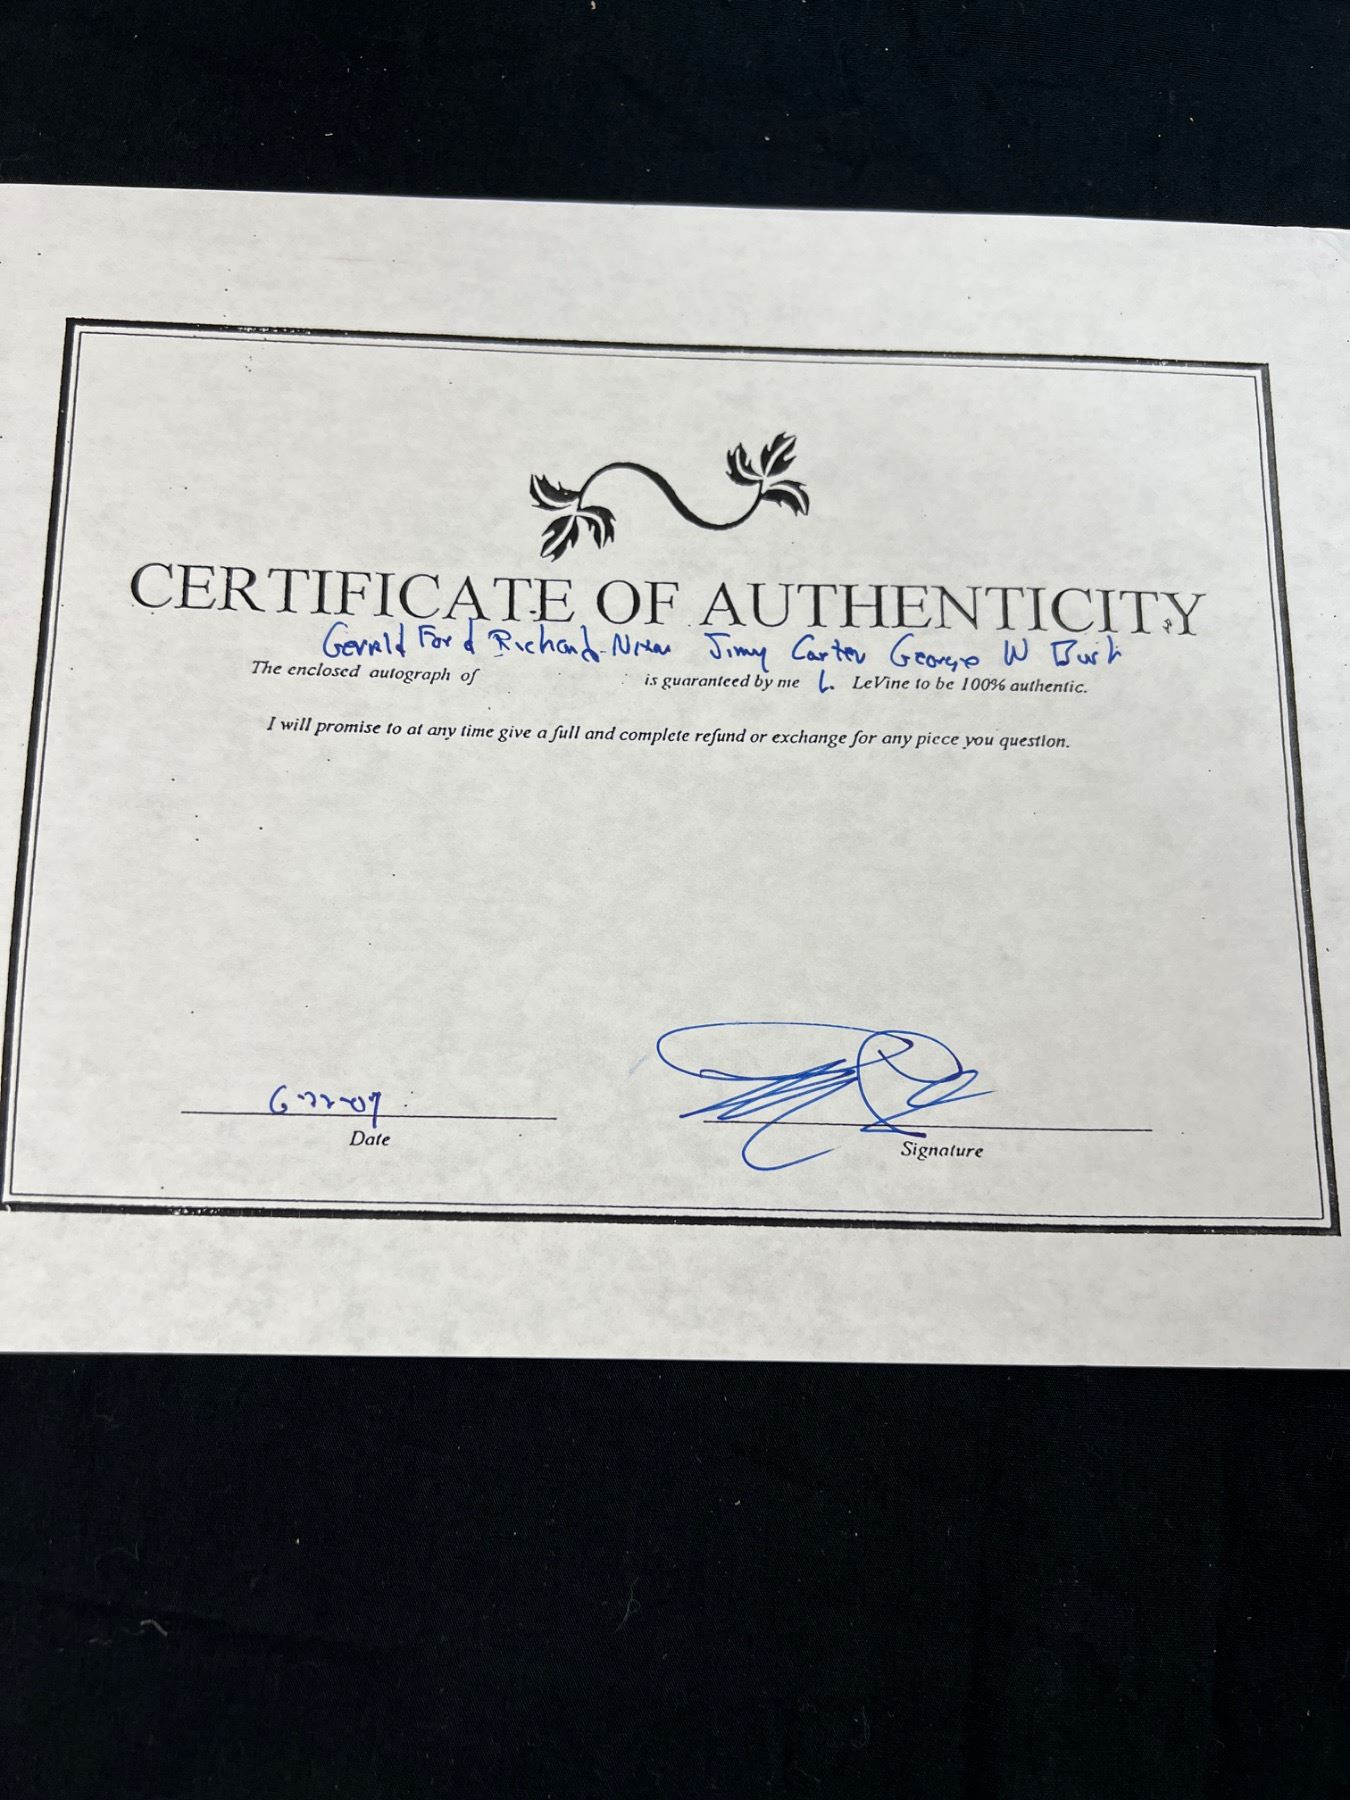 CERTIFICATE OF AUTHENTICITY
Gerald Ford Richard Nixon Jimmy Carter George W Bush
The enclosed autograph of is guaranteed by me L. LeVine to be 100% authentic.
I will promise to at any time give a full and complete refund or exchange for any piece you question.
6-22-07
Date
Signature